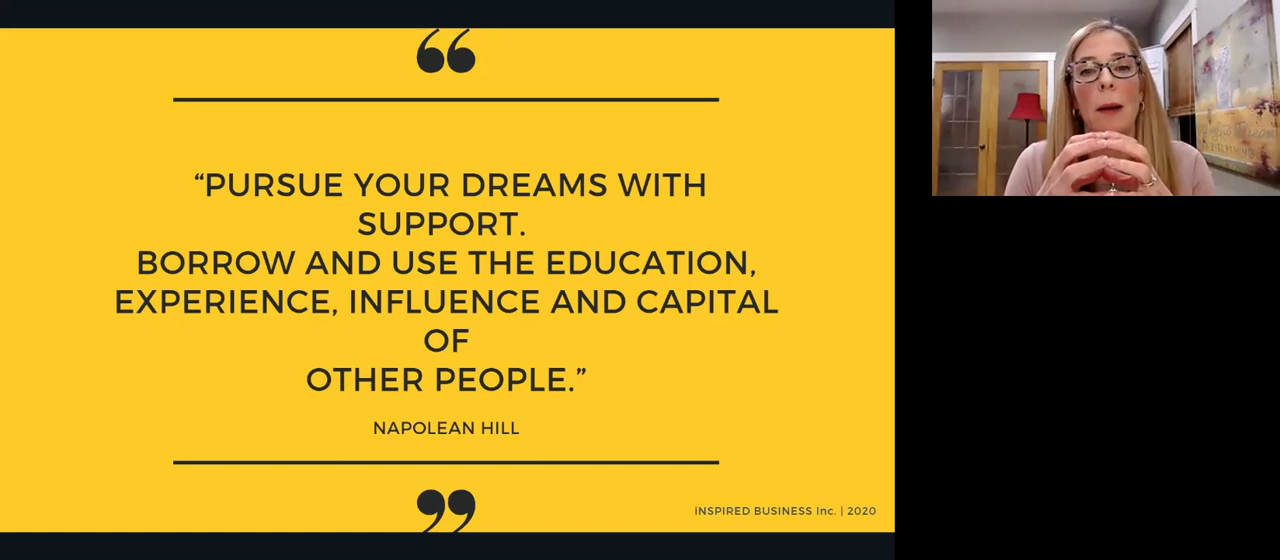 “PURSUE YOUR DREAMS WITH
SUPPORT.
BORROW AND USE THE EDUCATION,
EXPERIENCE, INFLUENCE AND CAPITAL
OF
OTHER PEOPLE.”
NAPOLEAN HILL
iNSPIRED BUSINESS Inc. | 2020